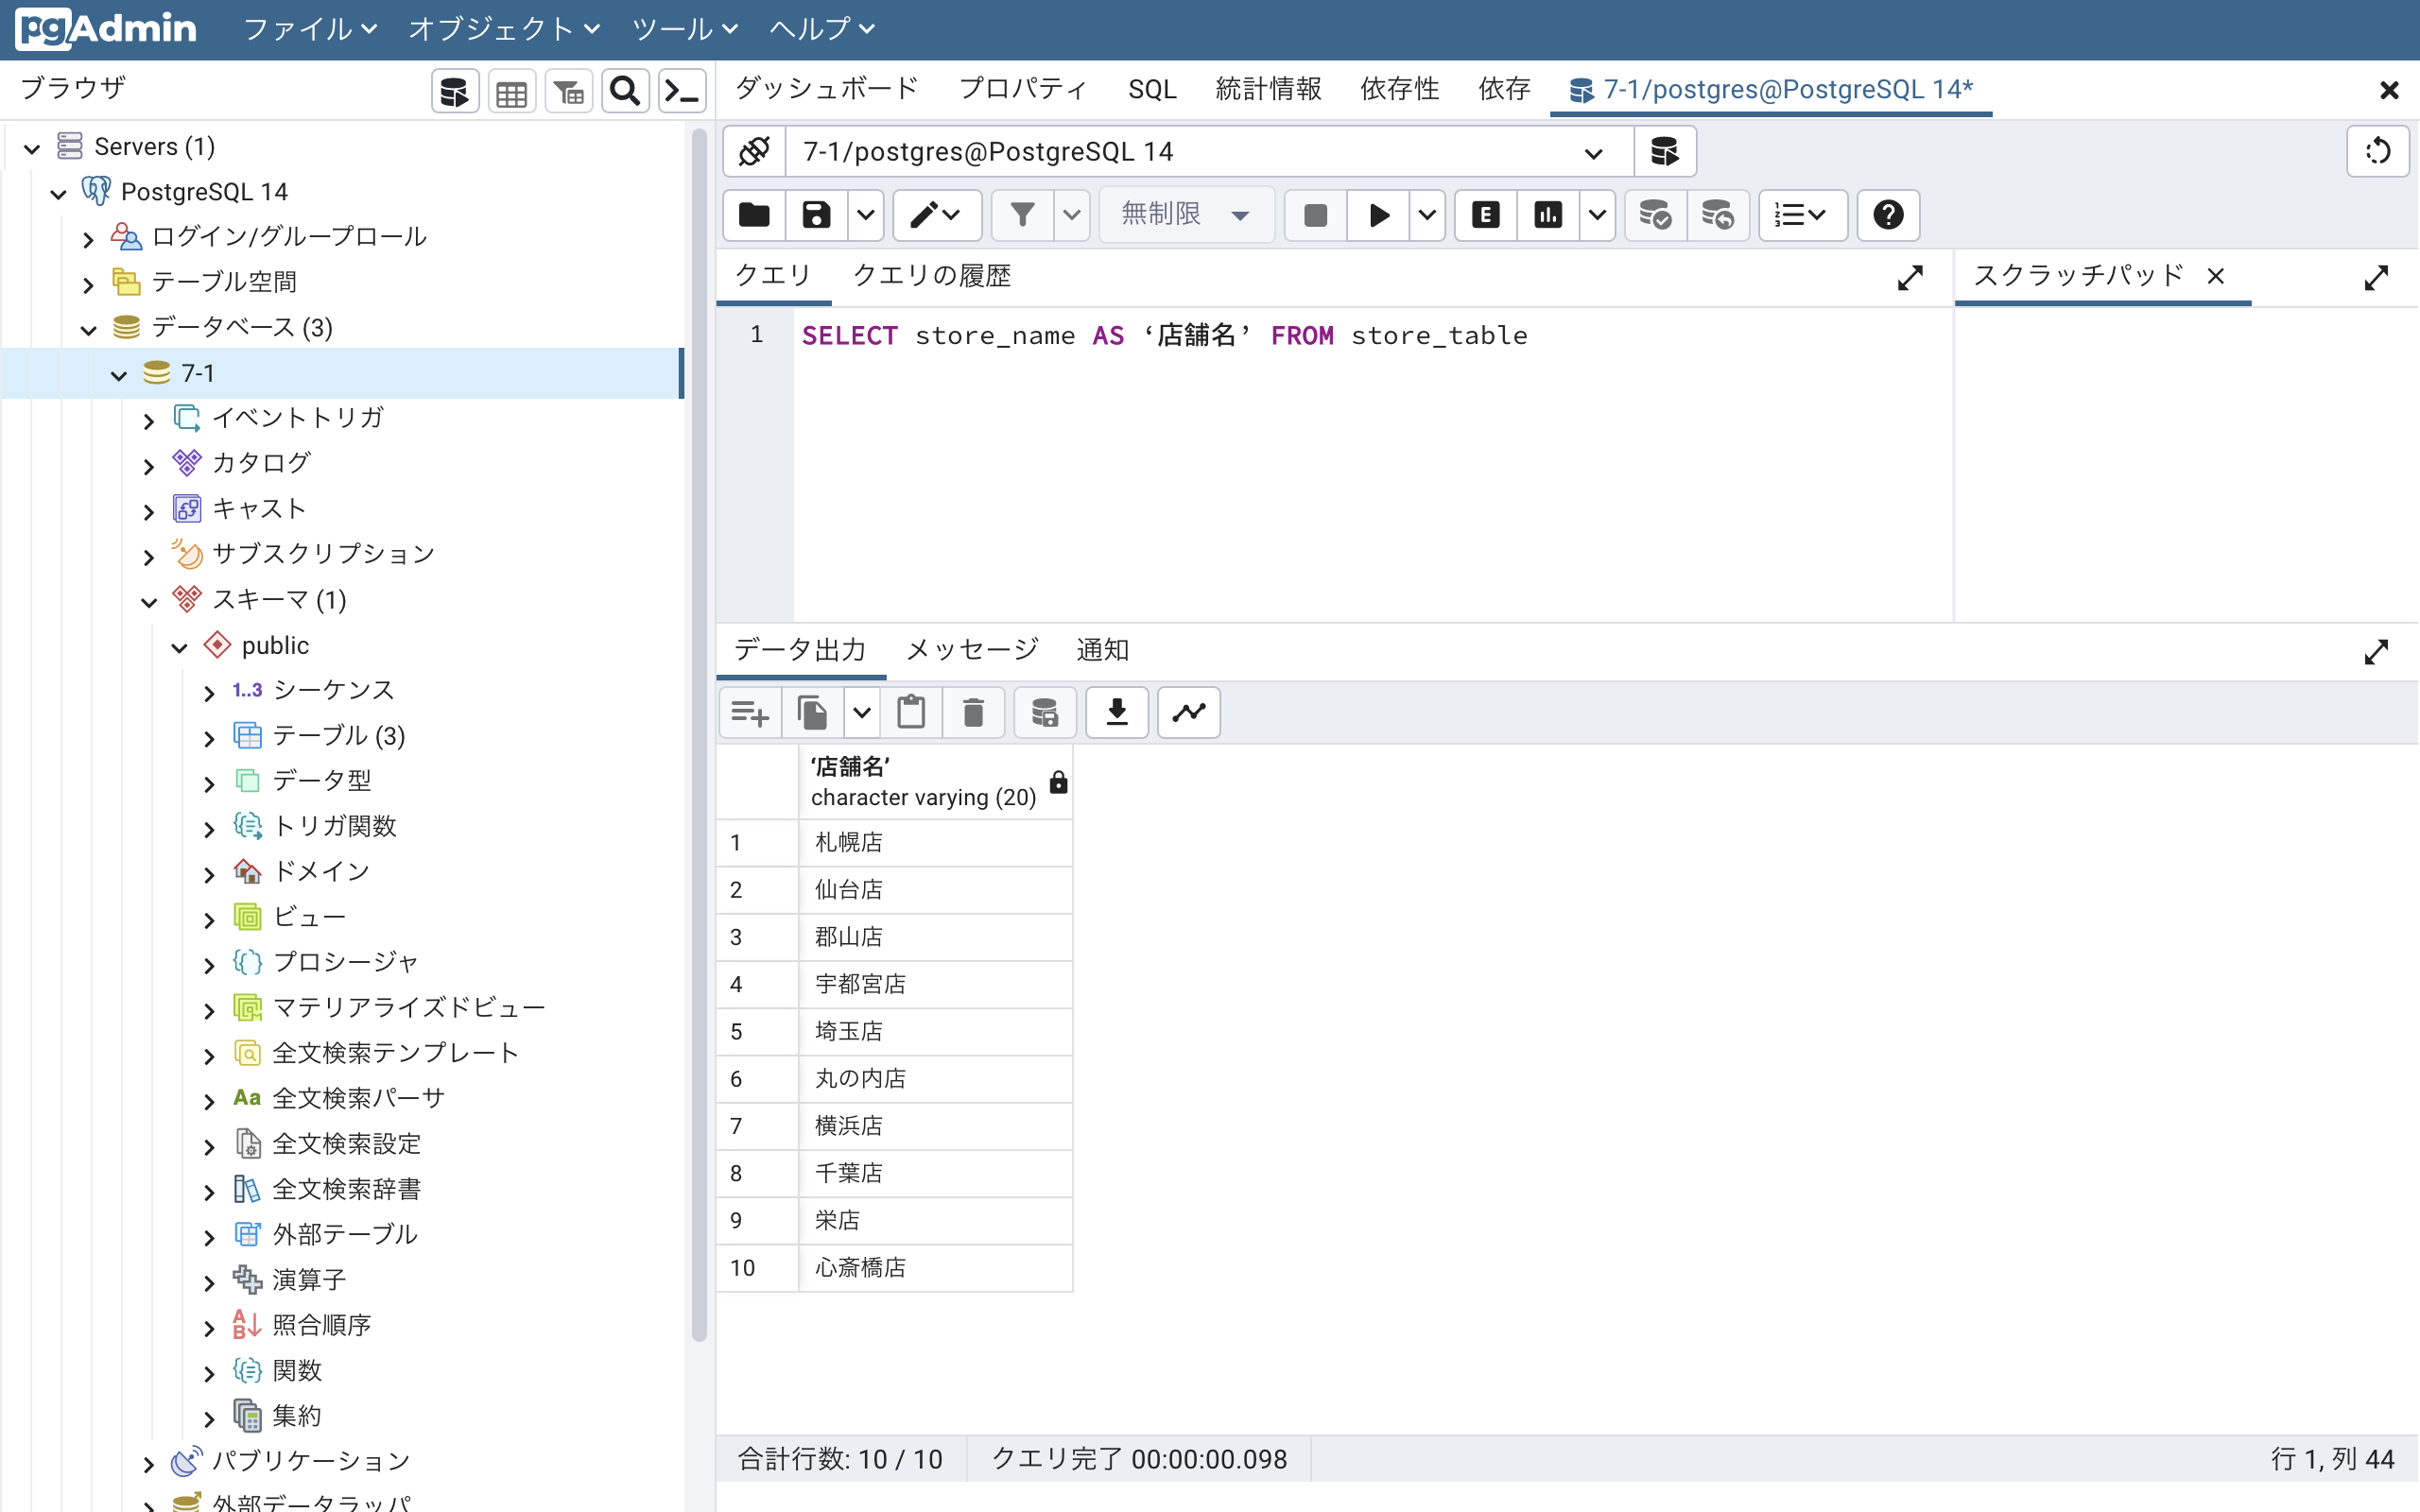 pgAdmin ファイル オブジェクト ツール ヘルプ
ブラウザ
Servers (1)
PostgreSQL 14
ログイン/グループロール
テーブル空間
データベース (3)
7-1
イベントトリガ
カタログ
キャスト
サブスクリプション
スキーマ (1)
public
1..3 シーケンス
テーブル (3)
データ型
トリガ関数
ドメイン
ビュー
プロシージャ
マテリアライズドビュー
全文検索テンプレート
Aa 全文検索パーサ
全文検索設定
全文検索辞書
外部テーブル
演算子
照合順序
関数
集約
パブリケーション
外部データラッパ
ダッシュボード プロパティ SQL 統計情報 依存性 依存 7-1/postgres@PostgreSQL 14*
7-1/postgres@PostgreSQL 14
無制限
クエリ クエリの履歴
スクラッチパッド
1 SELECT store_name AS ‘店舗名’ FROM store_table
データ出力 メッセージ 通知
‘店舗名’
character varying (20)
1 札幌店
2 仙台店
3 郡山店
4 宇都宮店
5 埼玉店
6 丸の内店
7 横浜店
8 千葉店
9 栄店
10 心斎橋店
合計行数: 10 / 10 クエリ完了 00:00:00.098 行 1, 列 44